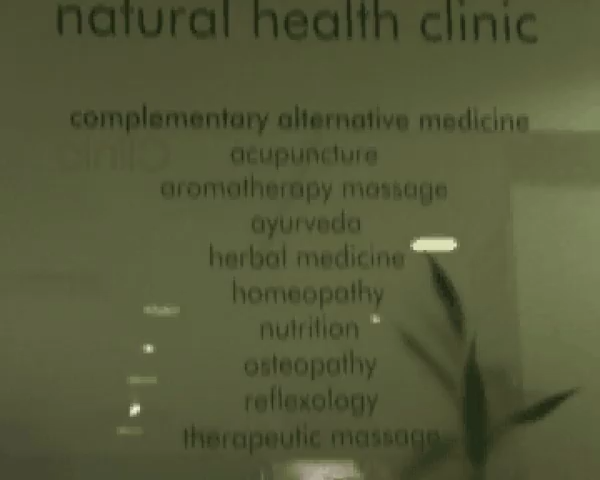 natural health clinic
complementary alternative medicine
acupuncture
aromatherapy massage
ayurveda
herbal medicine
homeopathy
nutrition
osteopathy
reflexology
therapeutic massage